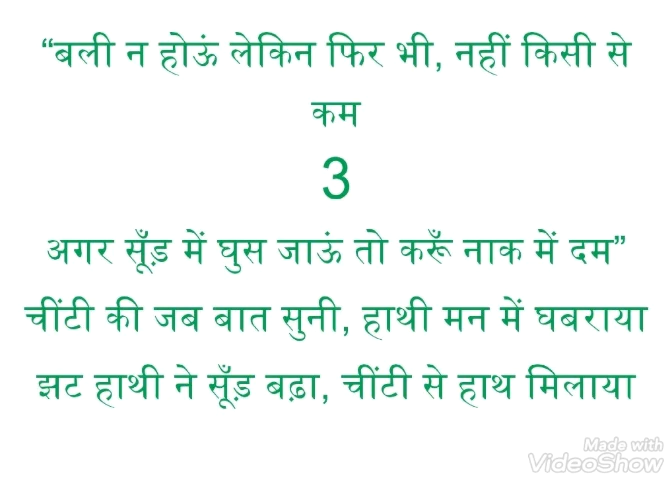 “बली न होऊं लेकिन फिर भी, नहीं किसी से
कम
3
अगर सूँड़ में घुस जाऊं तो करूँ नाक में दम”
चींटी की जब बात सुनी, हाथी मन में घबराया
झट हाथी ने सूँड़ बढ़ा, चींटी से हाथ मिलाया
Made with
VideoShow